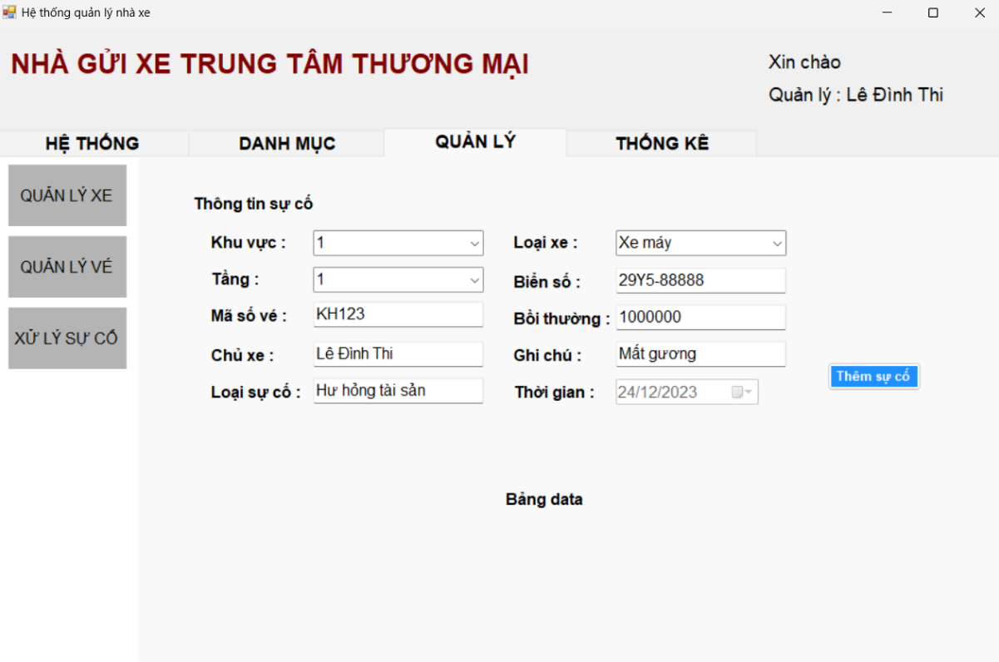 Hệ thống quản lý nhà xe
NHÀ GỬI XE TRUNG TÂM THƯƠNG MẠI
Xin chào
Quản lý : Lê Đình Thi
HỆ THỐNG DANH MỤC QUẢN LÝ THỐNG KÊ
QUẢN LÝ XE
QUẢN LÝ VÉ
XỬ LÝ SỰ CỐ
Thông tin sự cố
Khu vực : 1 Loại xe : Xe máy
Tầng : 1 Biển số : 29Y5-88888
Mã số vé : KH123 Bồi thường : 1000000
Chủ xe : Lê Đình Thi Ghi chú : Mất gương
Loại sự cố : Hư hỏng tài sản Thời gian : 24/12/2023
Thêm sự cố
Bảng data